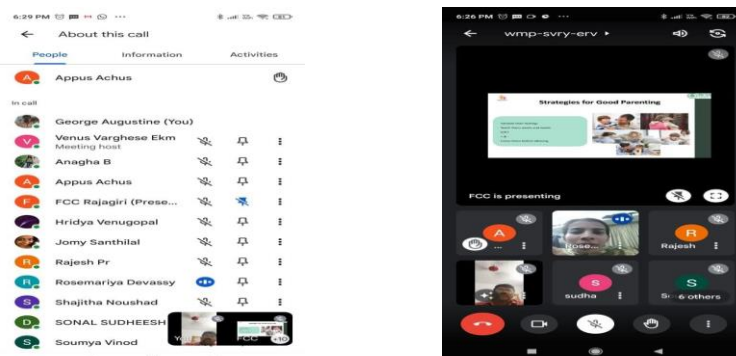 6:29 PM
About this call
People Information Activities
A Appus Achus
In call
George Augustine (You)
V Venus Varghese Ekm
Meeting host
Anagha B
A Appus Achus
F FCC Rajagiri (Prese...
Hridya Venugopal
Jomy Santhilal
R Rajesh Pr
R Rosemariya Devassy
S Shajitha Noushad
D SONAL SUDHEESH
S Soumya Vinod
You FCC +10
6:26 PM
wmp-svry-erv
Strategies for Good Parenting
FCC is presenting
A
R
... Rose... Rajesh
S S
sudha 6 others